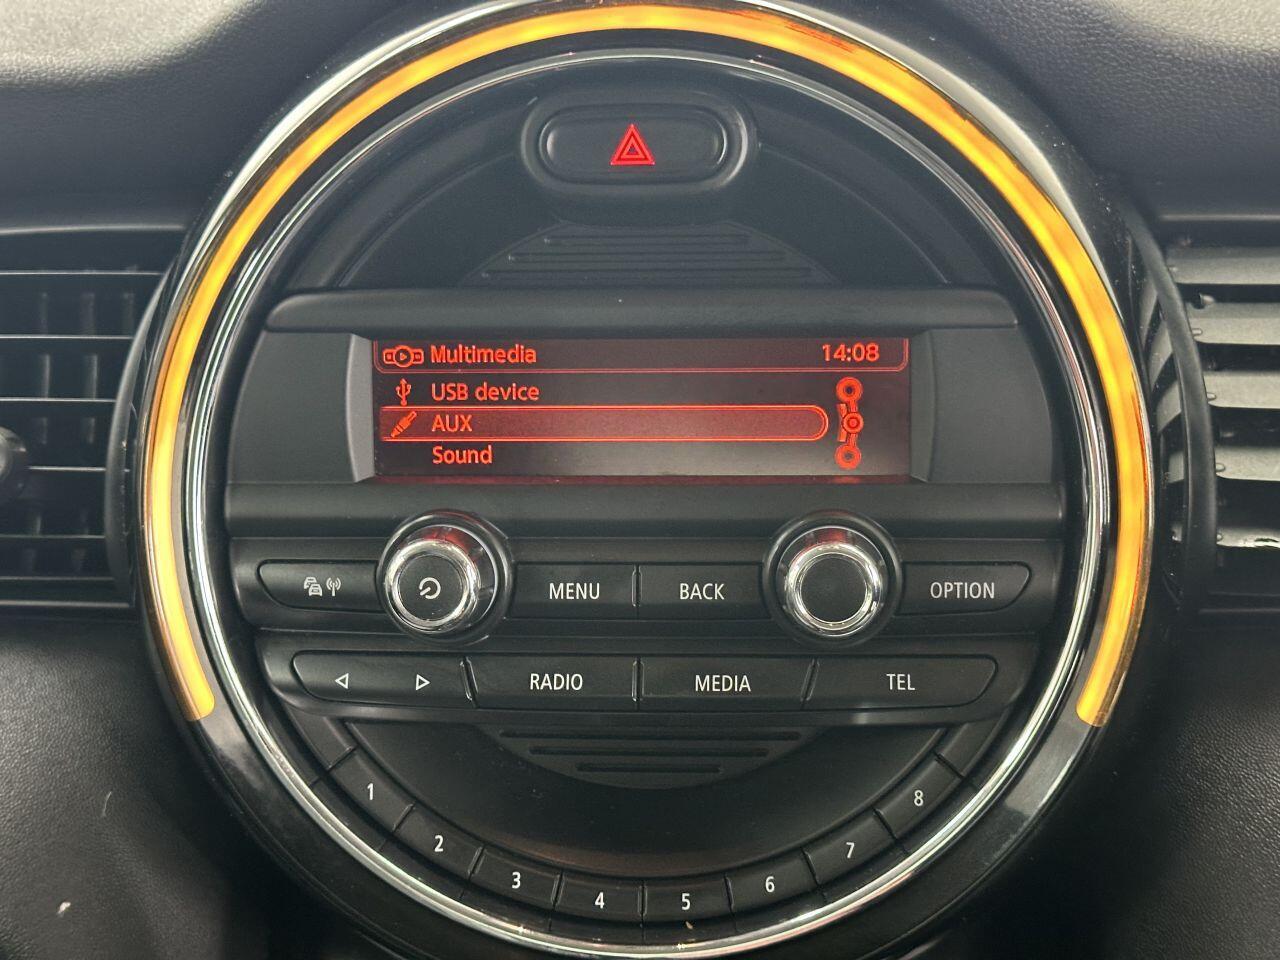 Multimedia 14:08
USB device
AUX
Sound
MENU BACK OPTION
RADIO MEDIA TEL
1 2 3 4 5 6 7 8